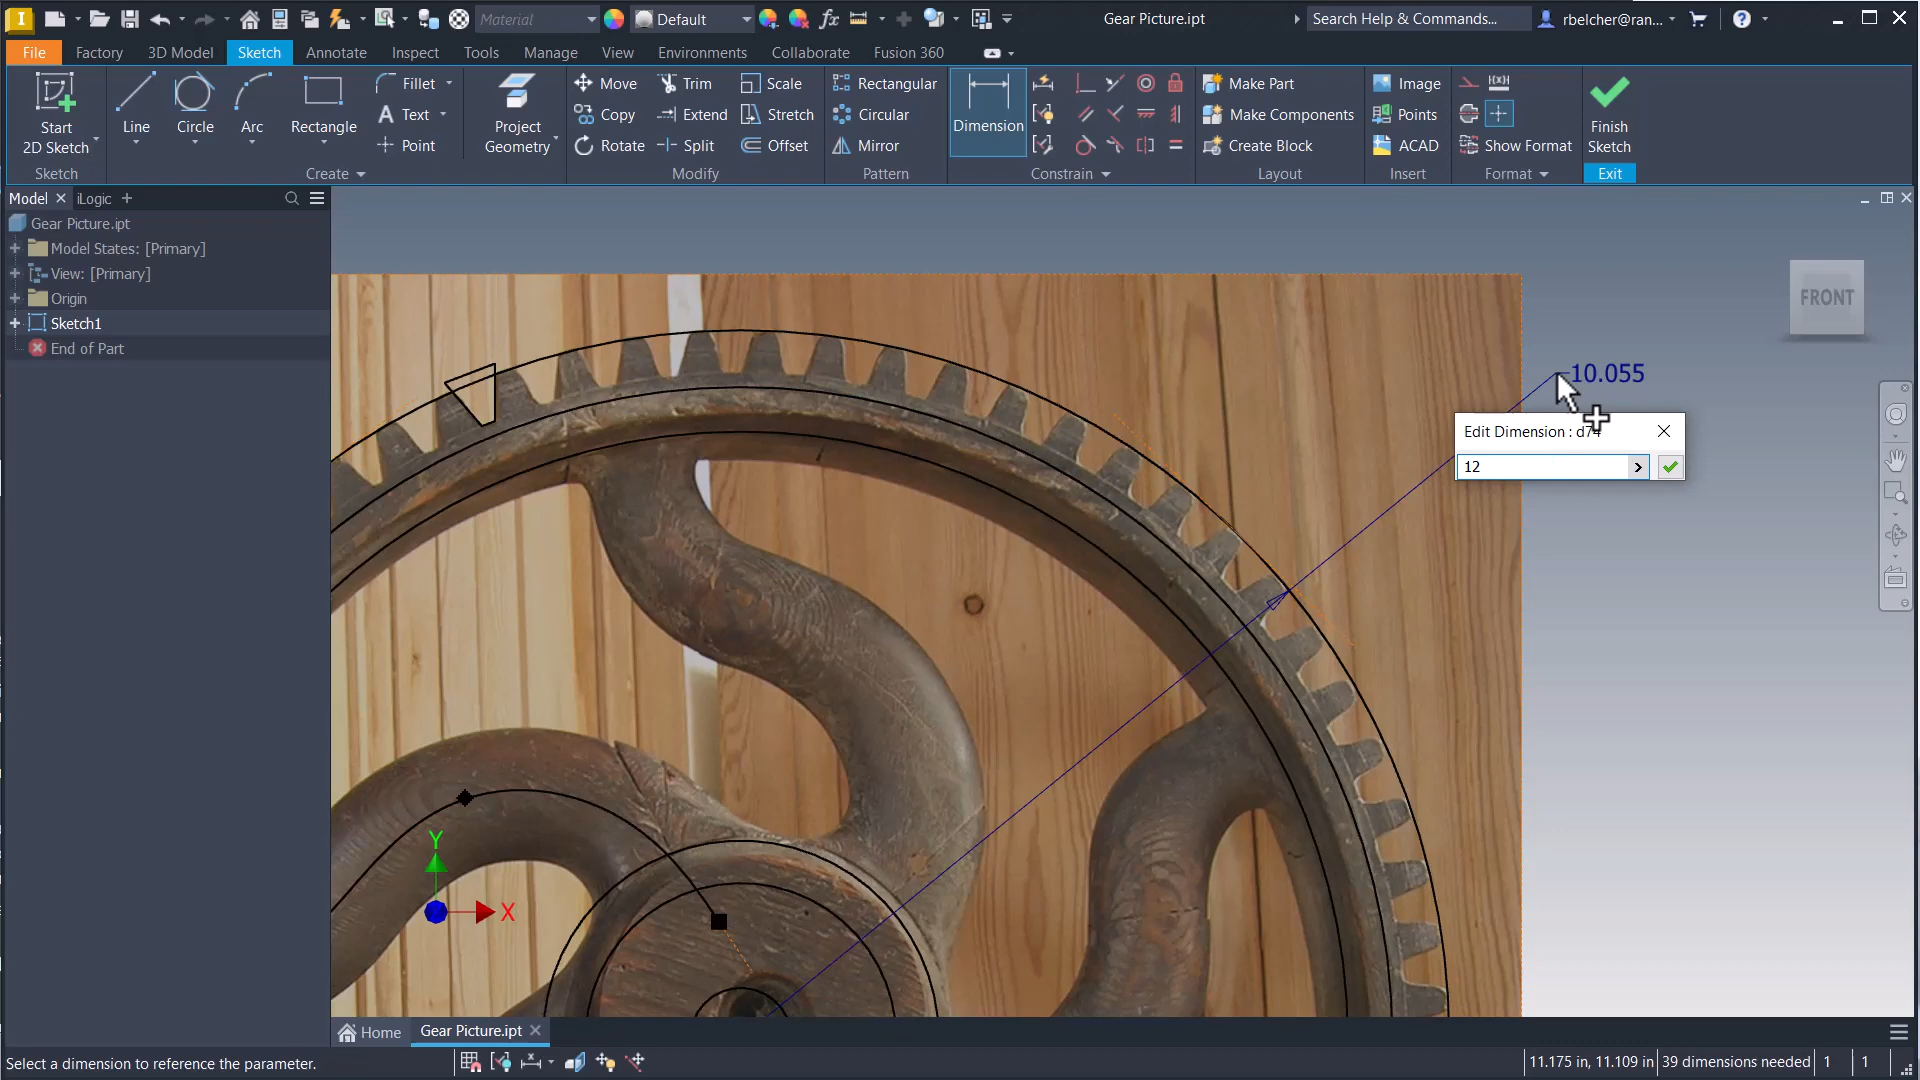 Material
Default
Gear Picture.ipt
Search Help & Commands...
rbelcher@ran...
File
Factory
3D Model
Sketch
Annotate
Inspect
Tools
Manage
View
Environments
Collaborate
Fusion 360
Start
2D Sketch
Line
Circle
Arc
Rectangle
Fillet
Text
Point
Project
Geometry
Move
Copy
Rotate
Trim
Extend
Split
Scale
Stretch
Offset
Rectangular
Circular
Mirror
Dimension
Make Part
Make Components
Create Block
Image
Points
ACAD
Show Format
Finish
Sketch
Sketch
Create
Modify
Pattern
Constrain
Layout
Insert
Format
Exit
Model
iLogic
Gear Picture.ipt
Model States: [Primary]
View: [Primary]
Origin
Sketch1
End of Part
FRONT
10.055
Edit Dimension : d74
12
Y
X
Home
Gear Picture.ipt
Select a dimension to reference the parameter.
11.175 in, 11.109 in
39 dimensions needed
1
1